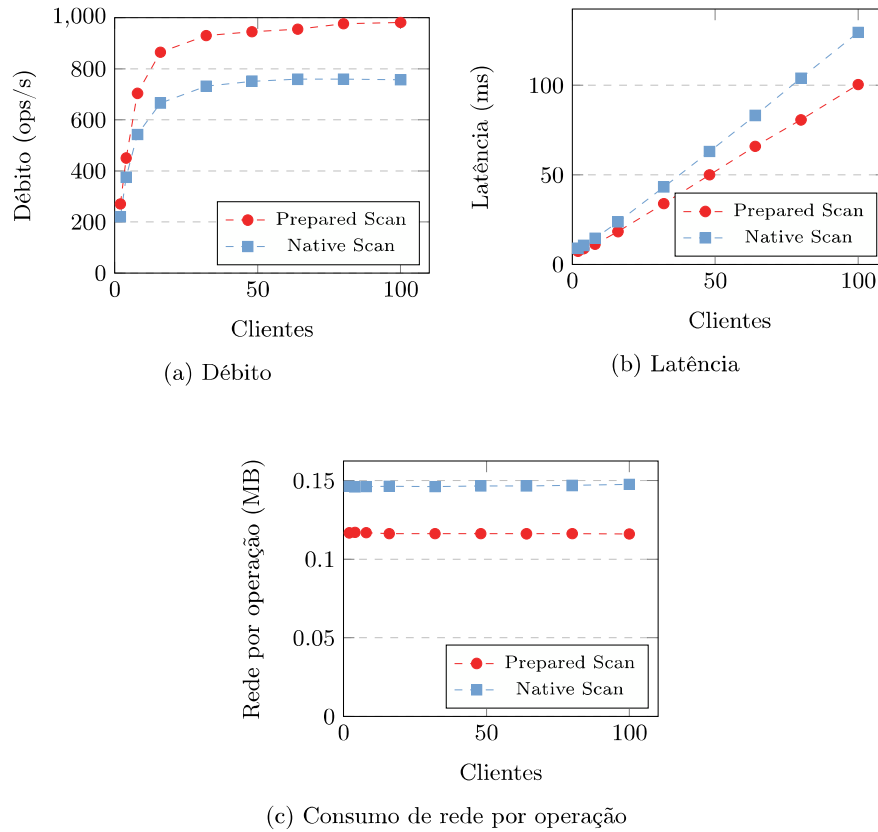 1,000
800
600
400
200
0
0
50
100
Débito (ops/s)
Clientes
Prepared Scan
Native Scan
(a) Débito
100
50
0
0
50
100
Latência (ms)
Clientes
Prepared Scan
Native Scan
(b) Latência
0.15
0.1
0.05
0
0
50
100
Rede por operação (MB)
Clientes
Prepared Scan
Native Scan
(c) Consumo de rede por operação